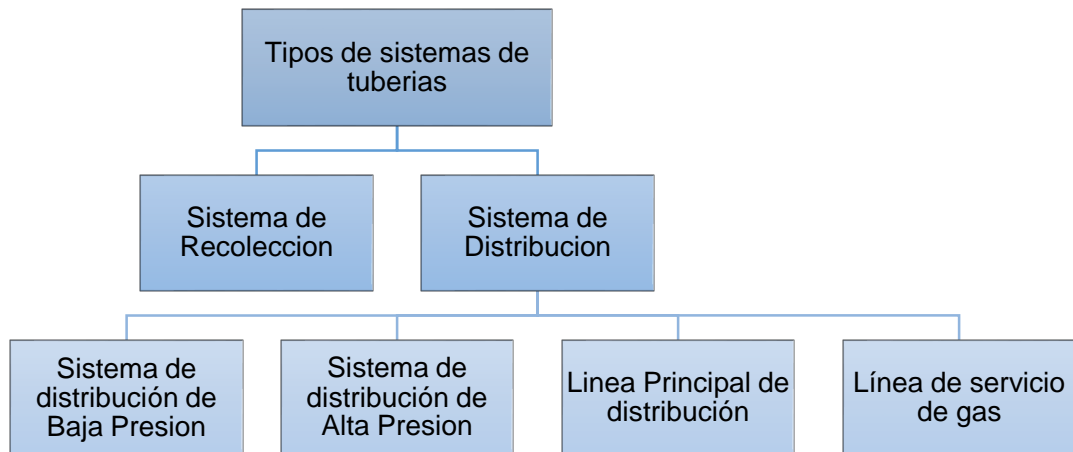 Tipos de sistemas de
tuberias
Sistema de
Recoleccion
Sistema de
Distribucion
Sistema de
distribución de
Baja Presion
Sistema de
distribución de
Alta Presion
Linea Principal de
distribución
Línea de servicio
de gas